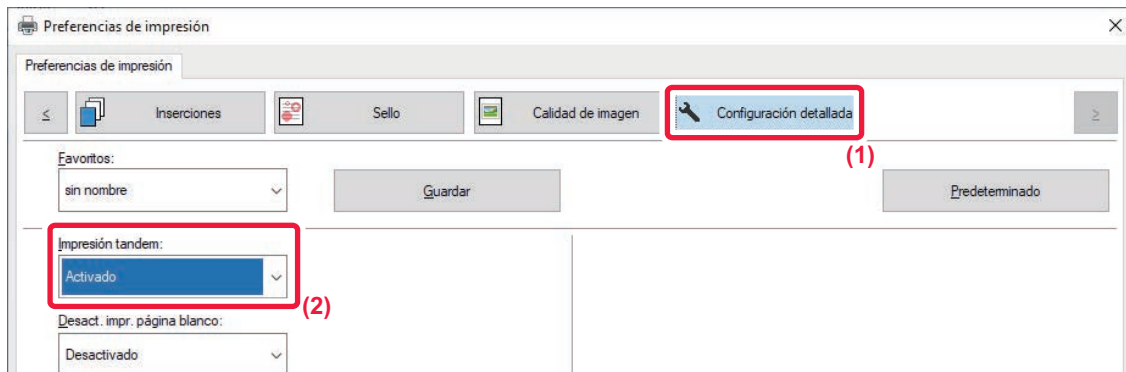 Preferencias de impresión
Preferencias de impresión
< Inserciones Sello Calidad de imagen Configuración detallada >
(1)
Favoritos:
sin nombre Guardar Predeterminado
Impresión tandem:
Activado
(2)
Desact. impr. página blanco:
Desactivado